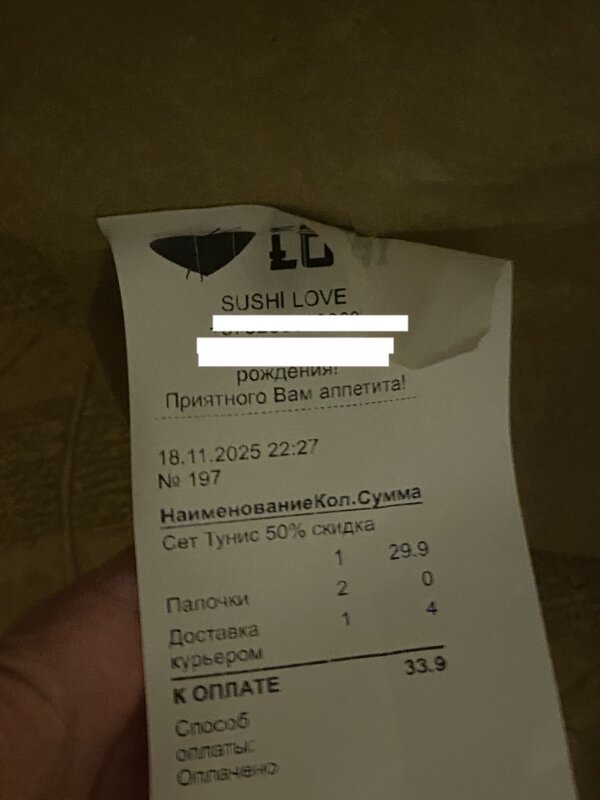 SUSHI LOVE
рождения!
Приятного Вам аппетита!
18.11.2025 22:27
№ 197
НаименованиеКол.Сумма
Сет Тунис 50% скидка
1 29.9
Палочки 2 0
Доставка 1 4
курьером
К ОПЛАТЕ 33.9
Способ
оплаты:
Оплачено